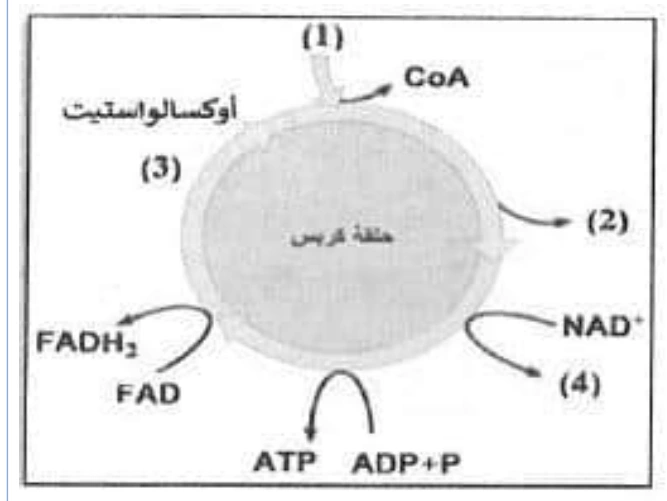 (1)
CoA
أوكسالواستيت
(3)
(2)
حلقة كربس
NAD⁺
(4)
FADH₂
FAD
ATP ADP+P